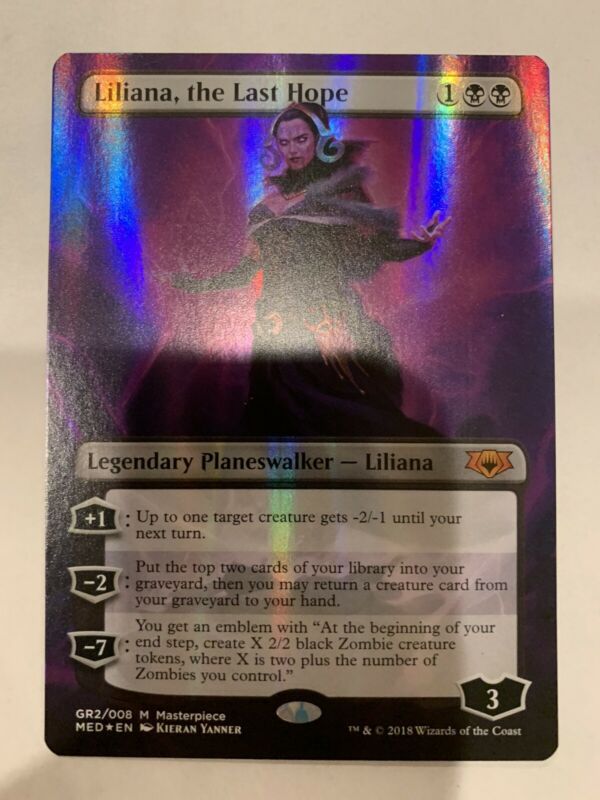 Liliana, the Last Hope 1
Legendary Planeswalker — Liliana
+1 : Up to one target creature gets -2/-1 until your
next turn.
−2 : Put the top two cards of your library into your
graveyard, then you may return a creature card from
your graveyard to your hand.
−7 : You get an emblem with “At the beginning of your
end step, create X 2/2 black Zombie creature
tokens, where X is two plus the number of
Zombies you control.”
3
GR2/008 M Masterpiece
MED★EN KIERAN YANNER
™ & © 2018 Wizards of the Coast